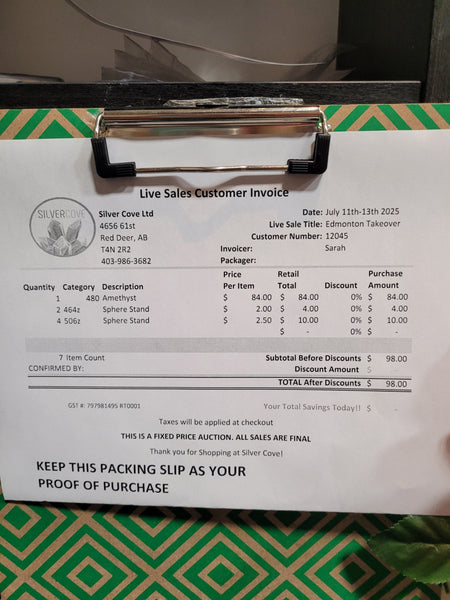 Live Sales Customer Invoice
SILVERCOVE
Silver Cove Ltd
4656 61st
Red Deer, AB
T4N 2R2
403-986-3682
Date: July 11th-13th 2025
Live Sale Title: Edmonton Takeover
Customer Number: 12045
Invoicer: Sarah
Packager:
Quantity Category Description Price Per Item Retail Total Discount Purchase Amount
1 480 Amethyst $ 84.00 $ 84.00 0% $ 84.00
2 464z Sphere Stand $ 2.00 $ 4.00 0% $ 4.00
4 506z Sphere Stand $ 2.50 $ 10.00 0% $ 10.00
$ - 0% $ -
7 Item Count Subtotal Before Discounts $ 98.00
CONFIRMED BY: Discount Amount $ -
TOTAL After Discounts $ 98.00
GST #: 797981495 RT0001 Your Total Savings Today!! $ -
Taxes will be applied at checkout
THIS IS A FIXED PRICE AUCTION. ALL SALES ARE FINAL
Thank you for Shopping at Silver Cove!
KEEP THIS PACKING SLIP AS YOUR
PROOF OF PURCHASE